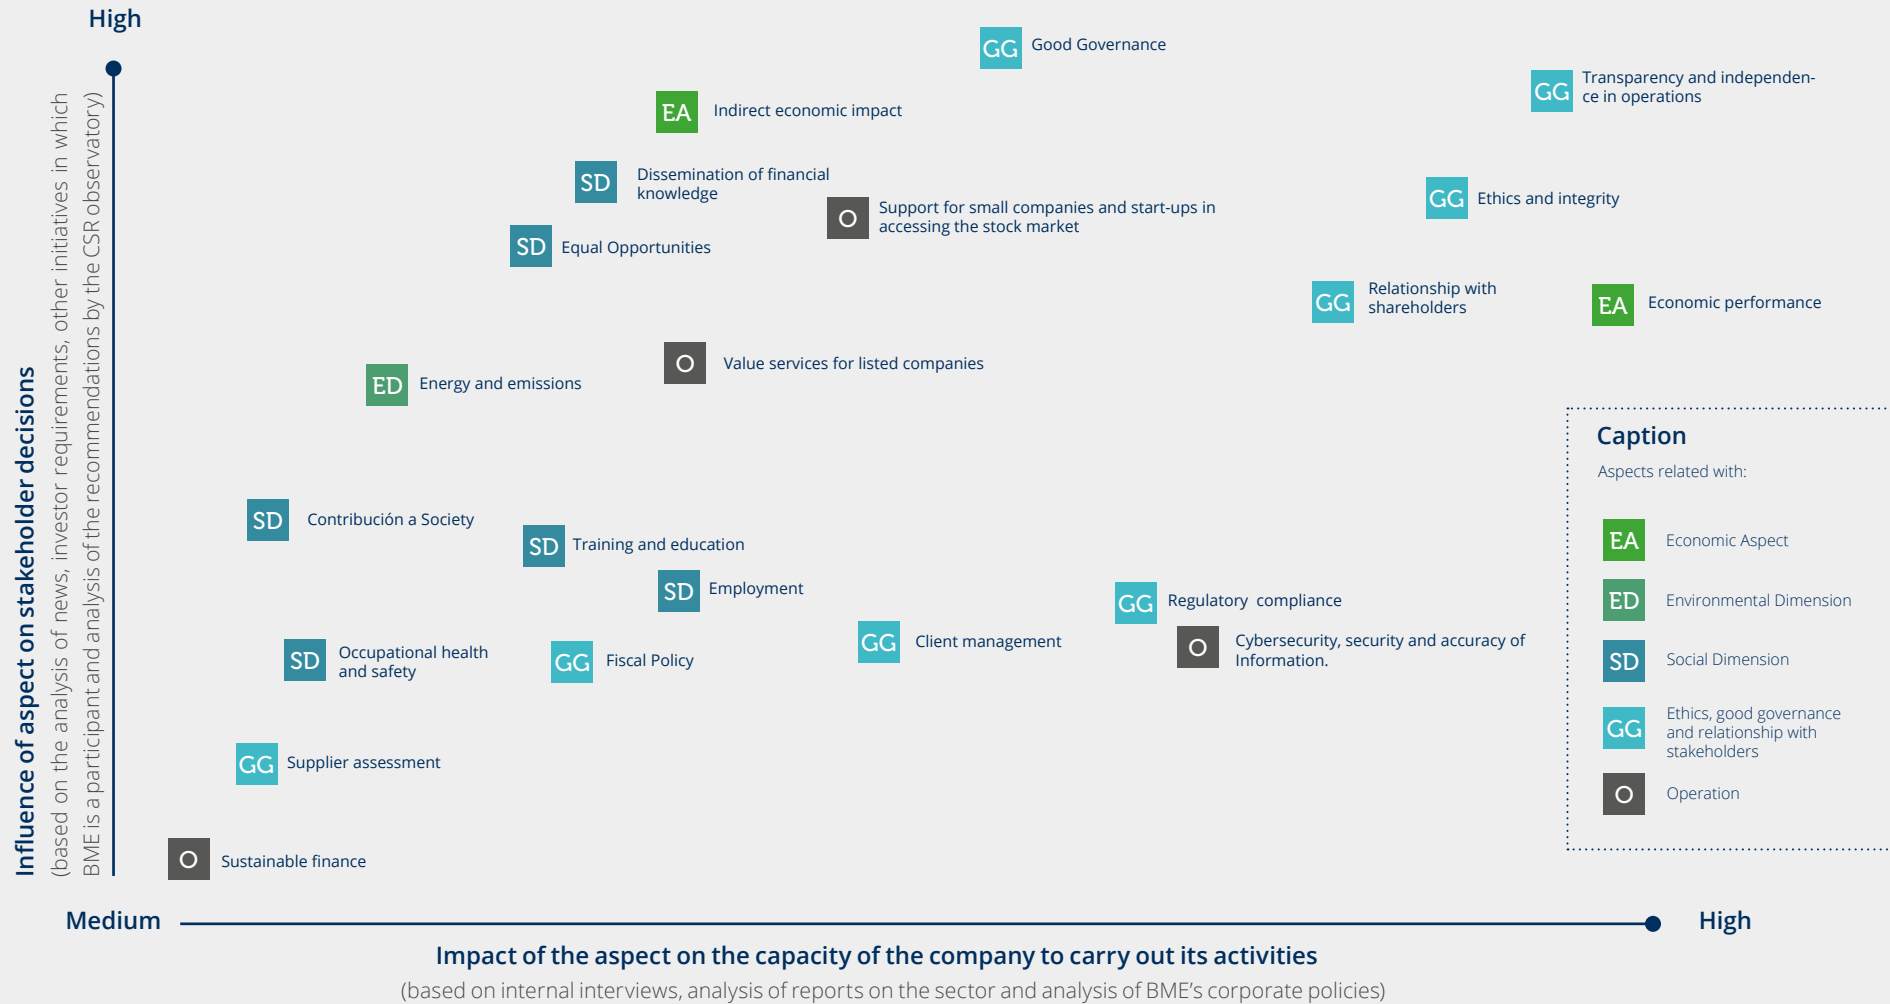 High
Influence of aspect on stakeholder decisions
(based on the analysis of news, investor requirements, other initiatives in which
BME is a participant and analysis of the recommendations by the CSR observatory)
GG Good Governance
GG Transparency and independen-
ce in operations
EA Indirect economic impact
SD Dissemination of financial
knowledge
GG Ethics and integrity
O Support for small companies and start-ups in
accessing the stock market
SD Equal Opportunities
GG Relationship with
shareholders
EA Economic performance
O Value services for listed companies
ED Energy and emissions
SD Contribución a Society
SD Training and education
SD Employment
GG Regulatory compliance
GG Client management
O Cybersecurity, security and accuracy of
Information.
SD Occupational health
and safety
GG Fiscal Policy
GG Supplier assessment
O Sustainable finance
Caption
Aspects related with:
EA Economic Aspect
ED Environmental Dimension
SD Social Dimension
GG Ethics, good governance
and relationship with
stakeholders
O Operation
Medium
High
Impact of the aspect on the capacity of the company to carry out its activities
(based on internal interviews, analysis of reports on the sector and analysis of BME's corporate policies)